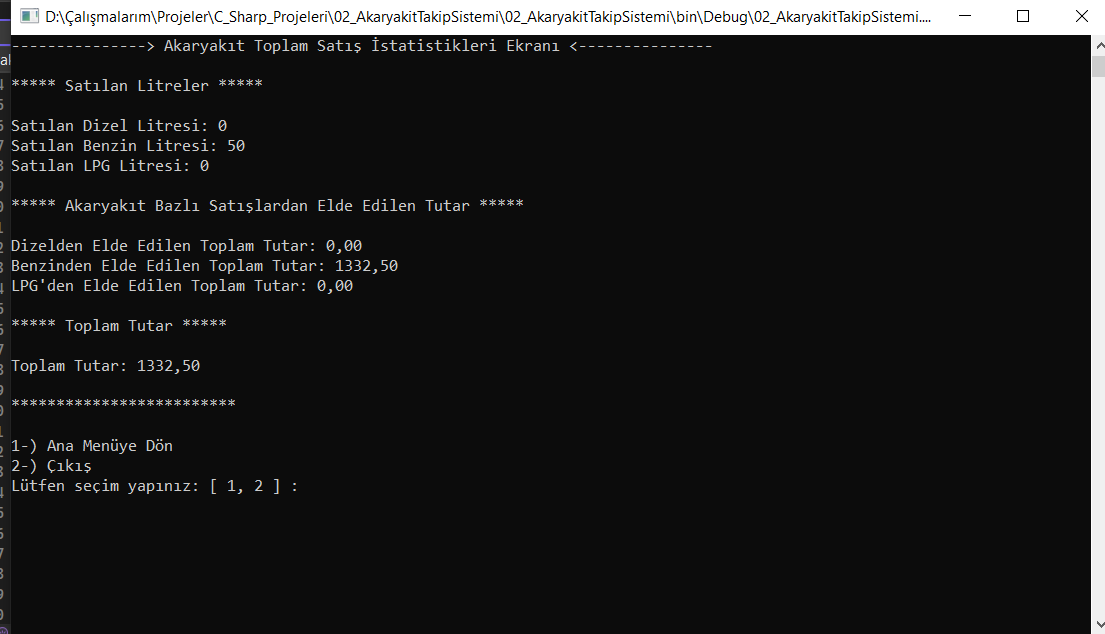 D:\Çalışmalarım\Projeler\C_Sharp_Projeleri\02_AkaryakitTakipSistemi\02_AkaryakitTakipSistemi\bin\Debug\02_AkaryakitTakipSistemi....
---------------> Akaryakıt Toplam Satış İstatistikleri Ekranı <---------------
***** Satılan Litreler *****
Satılan Dizel Litresi: 0
Satılan Benzin Litresi: 50
Satılan LPG Litresi: 0
***** Akaryakıt Bazlı Satışlardan Elde Edilen Tutar *****
Dizelden Elde Edilen Toplam Tutar: 0,00
Benzinden Elde Edilen Toplam Tutar: 1332,50
LPG'den Elde Edilen Toplam Tutar: 0,00
***** Toplam Tutar *****
Toplam Tutar: 1332,50
*************************
1-) Ana Menüye Dön
2-) Çıkış
Lütfen seçim yapınız: [ 1, 2 ] :